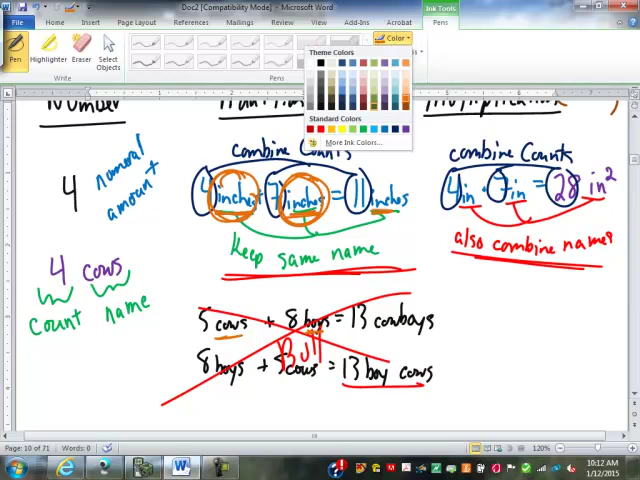 Doc2 [Compatibility Mode] - Microsoft Word
Ink Tools
File Home Insert Page Layout References Mailings Review View Add-Ins Acrobat Pens
Pen Highlighter Eraser Select Objects
Color
Write
Pens
Theme Colors
Standard Colors
More Ink Colors...
Number
Multiplication
combine Counts
combine Counts
4 numeral amount
4 inches + 7 inches = 11 inches
4 in · 7 in = 28 in²
keep same name
also combine names
4 cows
count name
5 cows + 8 boys = 13 cowboys
Bull
8 boys + 5 cows = 13 boy cows
Page: 10 of 71 Words: 0
120%
10:12 AM
1/12/2015